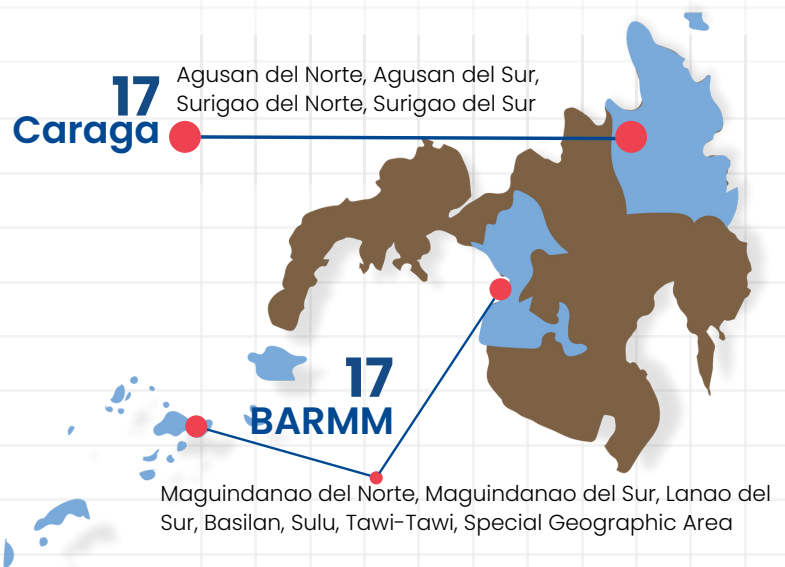 17
Caraga
Agusan del Norte, Agusan del Sur,
Surigao del Norte, Surigao del Sur
17
BARMM
Maguindanao del Norte, Maguindanao del Sur, Lanao del
Sur, Basilan, Sulu, Tawi-Tawi, Special Geographic Area